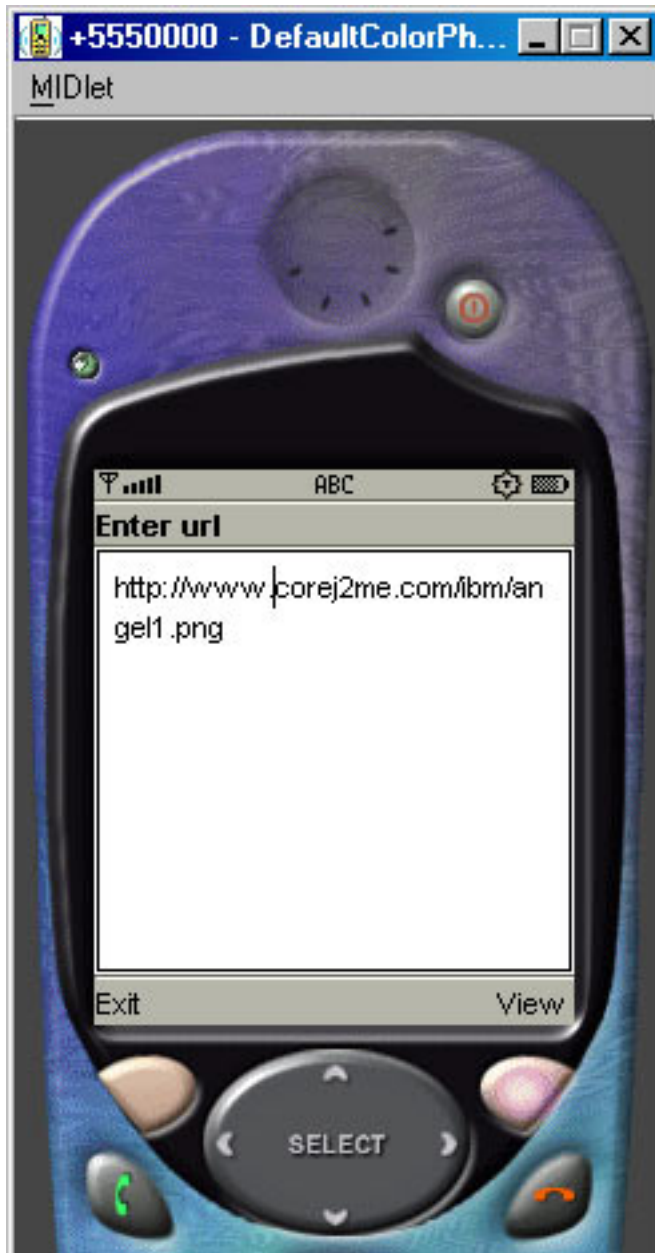 +5550000 - DefaultColorPh...
MIDlet
ABC
Enter url
http://www.corej2me.com/ibm/an
gel1.png
Exit
View
SELECT